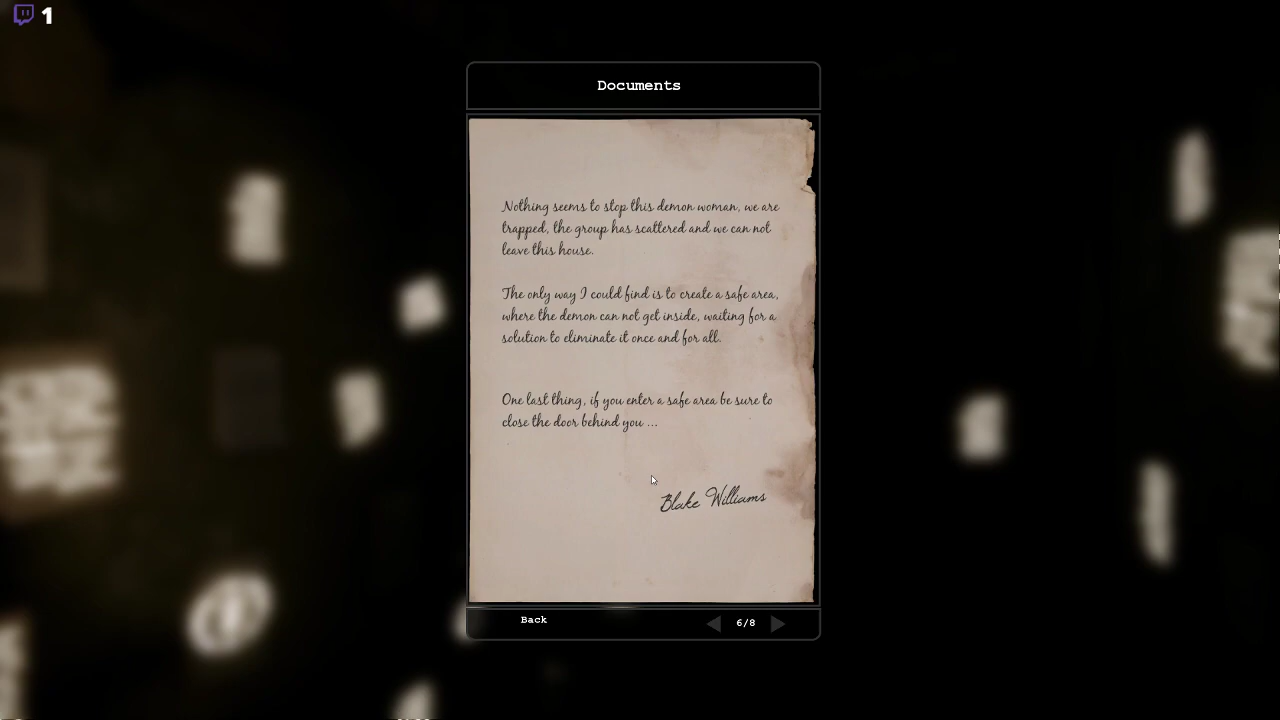 1
Documents
Nothing seems to stop this demon woman, we are
trapped, the group has scattered and we can not
leave this house.
The only way I could find is to create a safe area,
where the demon can not get inside, waiting for a
solution to eliminate it once and for all.
One last thing, if you enter a safe area be sure to
close the door behind you ...
Blake Williams
Back
6/8